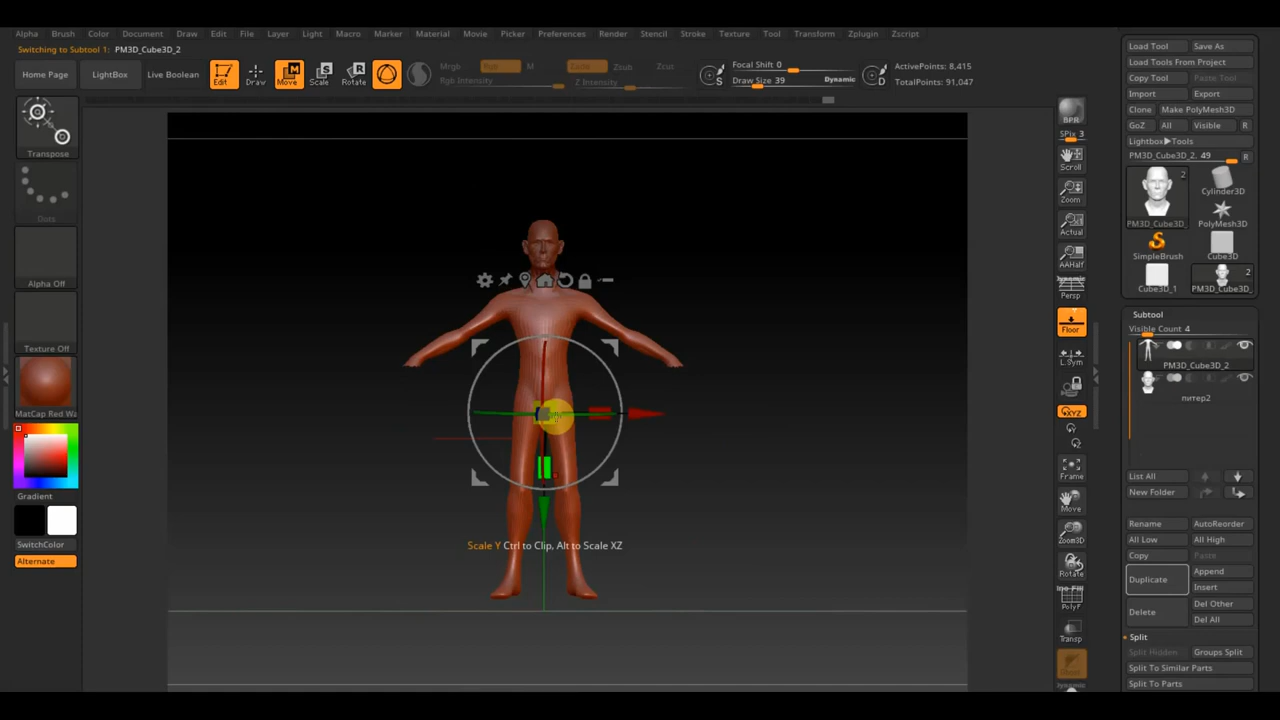 Alpha Brush Color Document Draw Edit File Layer Light Macro Marker Material Movie Picker Preferences Render Stencil Stroke Texture Tool Transform Zplugin Zscript
Switching to Subtool 1: PM3D_Cube3D_2
Home Page
LightBox
Live Boolean
Edit
Draw
Move
Scale
Rotate
Mrgb
Rgb
M
Rgb Intensity
Zadd
Zsub
Zcut
Z Intensity
S
Focal Shift 0
Draw Size 39
Dynamic
D
ActivePoints: 8,415
TotalPoints: 91,047
Transpose
Dots
Alpha Off
Texture Off
MatCap Red Wa
Gradient
SwitchColor
Alternate
Scale Y Ctrl to Clip, Alt to Scale XZ
BPR
SPix 3
Scroll
Zoom
Actual
AAHalf
Dynamic
Persp
Floor
L.Sym
XYZ
Y
Z
Frame
Move
Zoom3D
Rotate
PolyF
Transp
Dynamic
Load Tool Save As
Load Tools From Project
Copy Tool Paste Tool
Import Export
Clone Make PolyMesh3D
GoZ All Visible R
Lightbox▶Tools
PM3D_Cube3D_2. 49 R
2
PM3D_Cube3D_
Cylinder3D
PolyMesh3D
SimpleBrush
Cube3D
Cube3D_1
2
PM3D_Cube3D_
Subtool
Visible Count 4
PM3D_Cube3D_2
питер2
List All
New Folder
Rename AutoReorder
All Low All High
Copy Paste
Duplicate
Append
Insert
Delete
Del Other
Del All
Split
Split Hidden Groups Split
Split To Similar Parts
Split To Parts